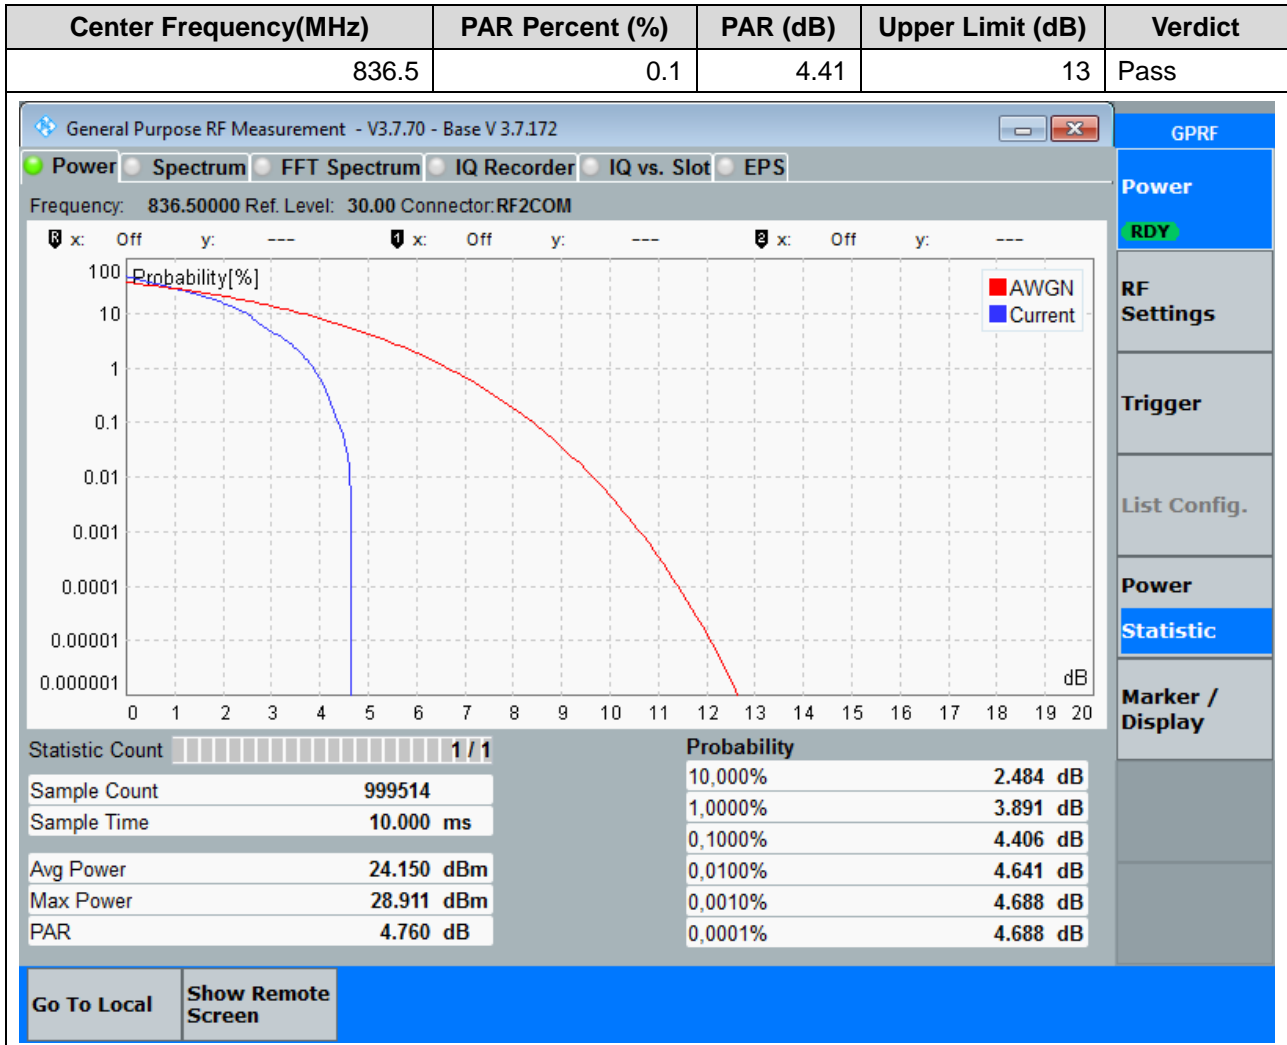 Center Frequency(MHz) PAR Percent (%) PAR (dB) Upper Limit (dB) Verdict
836.5 0.1 4.41 13 Pass
General Purpose RF Measurement - V3.7.70 - Base V 3.7.172
GPRF
Power Spectrum FFT Spectrum IQ Recorder IQ vs. Slot EPS
Power
RDY
Frequency: 836.50000 Ref. Level: 30.00 Connector:RF2COM
R x: Off y: --- 1 x: Off y: --- 2 x: Off y: ---
Probability[%]
AWGN
Current
100
10
1
0.1
0.01
0.001
0.0001
0.00001
0.000001
dB
0 1 2 3 4 5 6 7 8 9 10 11 12 13 14 15 16 17 18 19 20
RF
Settings
Trigger
List Config.
Power
Statistic
Marker /
Display
Statistic Count 1 / 1
Sample Count 999514
Sample Time 10.000 ms
Avg Power 24.150 dBm
Max Power 28.911 dBm
PAR 4.760 dB
Probability
10,000% 2.484 dB
1,0000% 3.891 dB
0,1000% 4.406 dB
0,0100% 4.641 dB
0,0010% 4.688 dB
0,0001% 4.688 dB
Go To Local
Show Remote
Screen